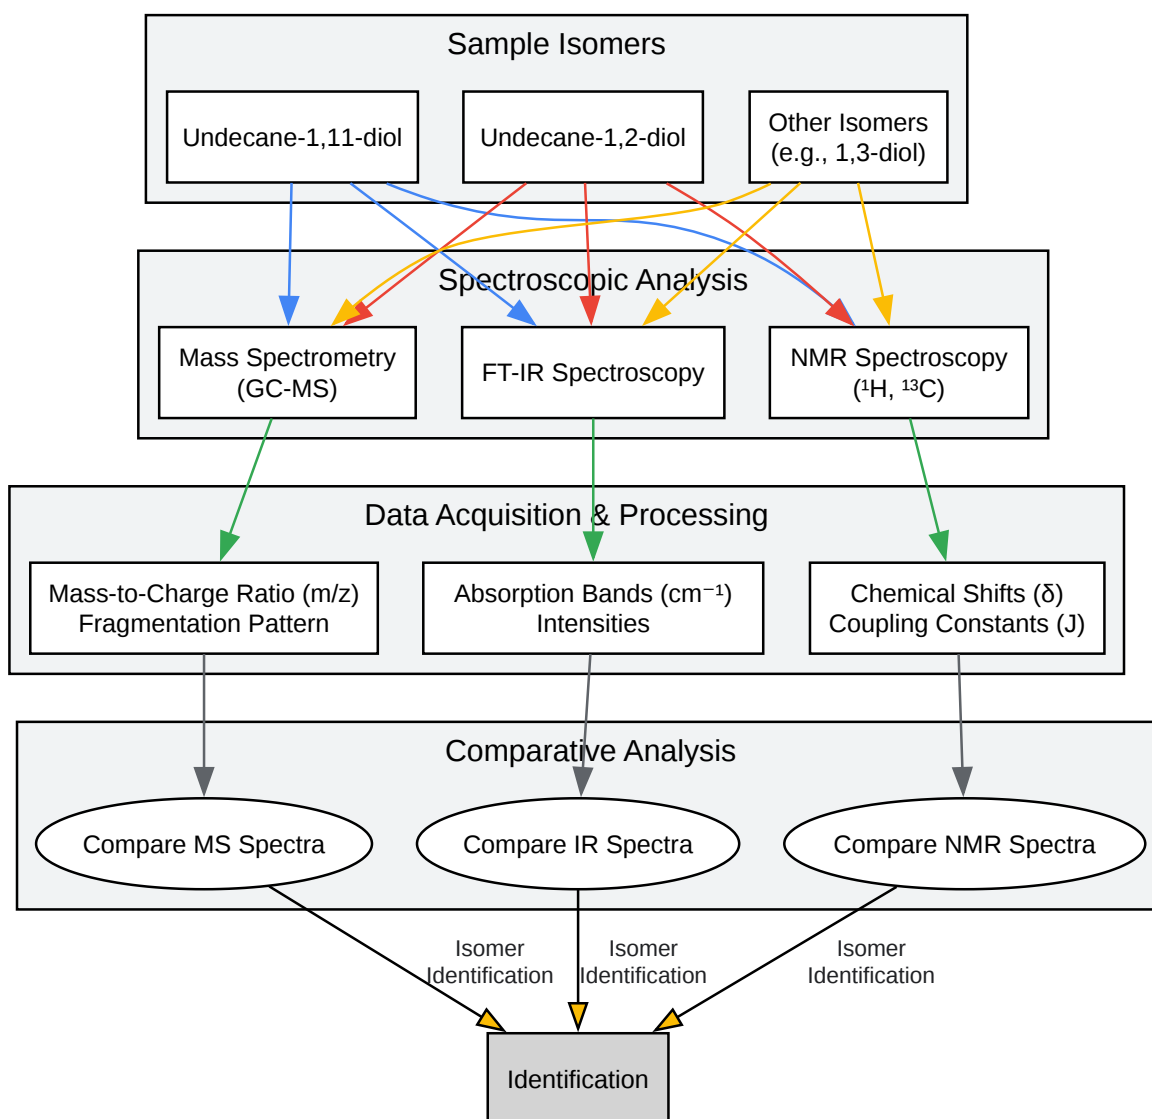 Sample Isomers
Undecane-1,11-diol
Undecane-1,2-diol
Other Isomers
(e.g., 1,3-diol)
Spectroscopic Analysis
Mass Spectrometry
(GC-MS)
FT-IR Spectroscopy
NMR Spectroscopy
(¹H, ¹³C)
Data Acquisition & Processing
Mass-to-Charge Ratio (m/z)
Fragmentation Pattern
Absorption Bands (cm⁻¹)
Intensities
Chemical Shifts (δ)
Coupling Constants (J)
Comparative Analysis
Compare MS Spectra
Compare IR Spectra
Compare NMR Spectra
Isomer
Identification
Isomer
Identification
Isomer
Identification
Identification